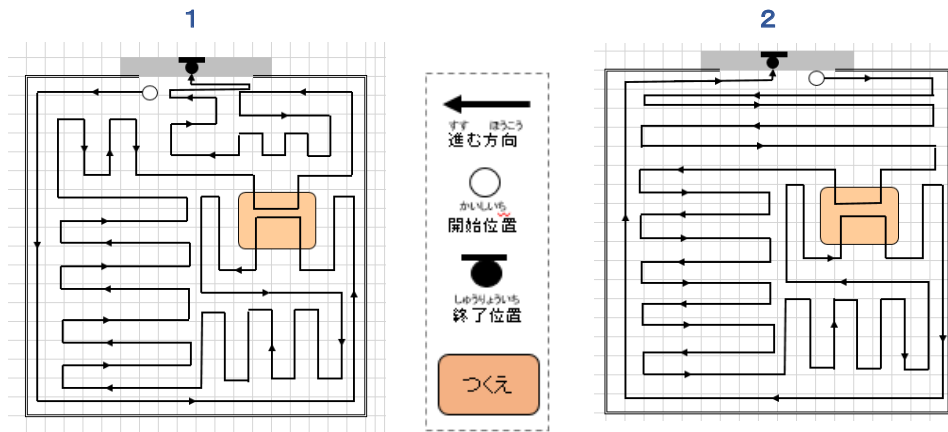 1
2
すす ほうこう
進む方向
かいしいち
開始位置
しゅうりょういち
終了位置
つくえ